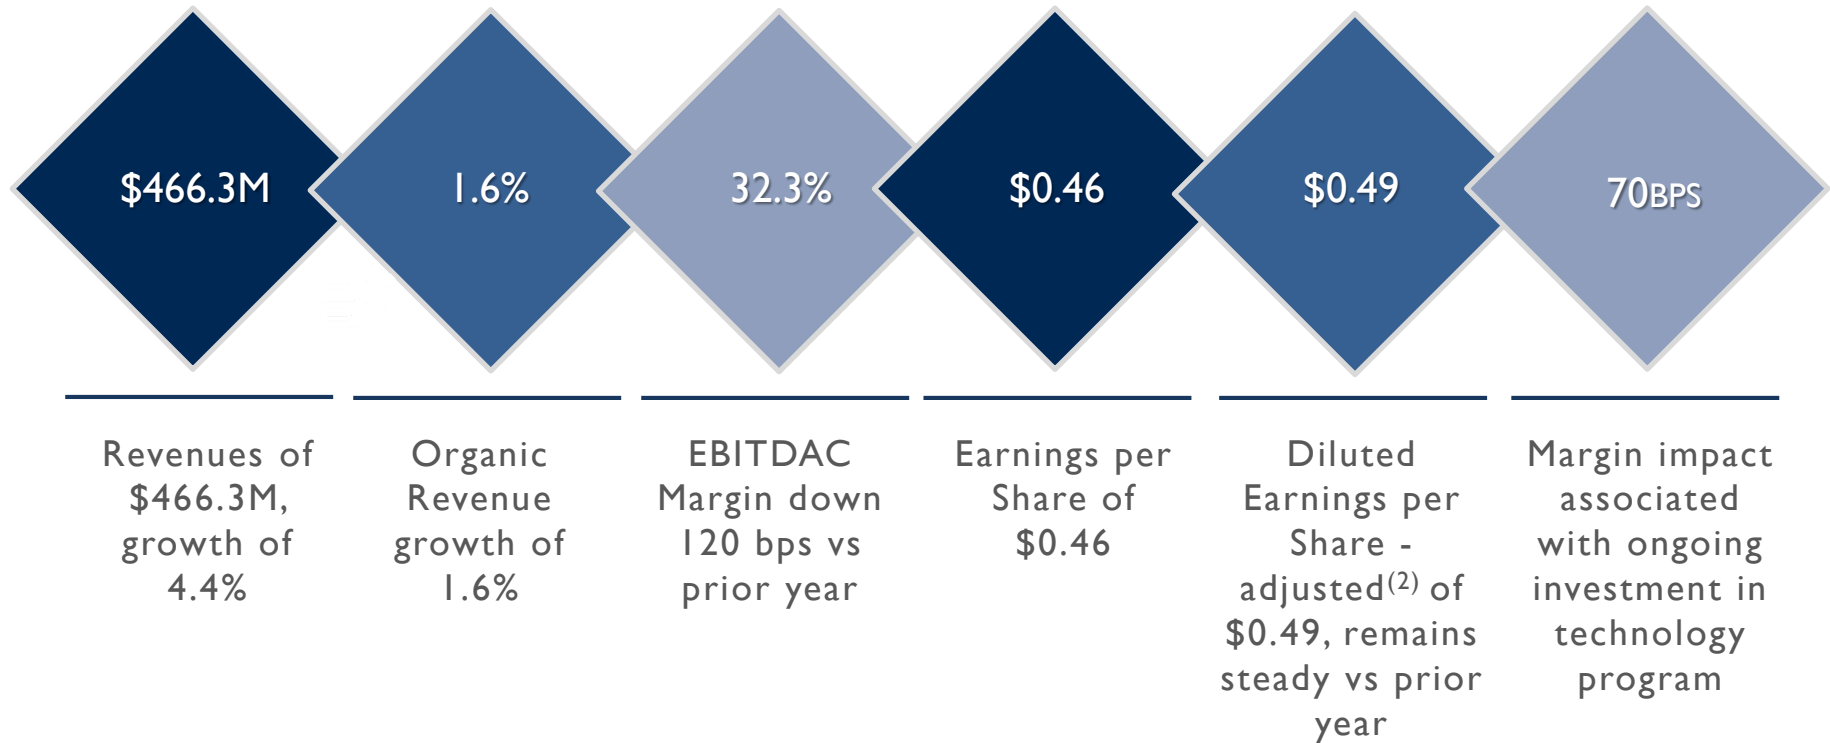 $466.3M
1.6%
32.3%
$0.46
$0.49
70BPS
Revenues of
$466.3M,
growth of
4.4%
Organic
Revenue
growth of
1.6%
EBITDAC
Margin down
120 bps vs
prior year
Earnings per
Share of
$0.46
Diluted
Earnings per
Share -
adjusted(2) of
$0.49, remains
steady vs prior
year
Margin impact
associated
with ongoing
investment in
technology
program